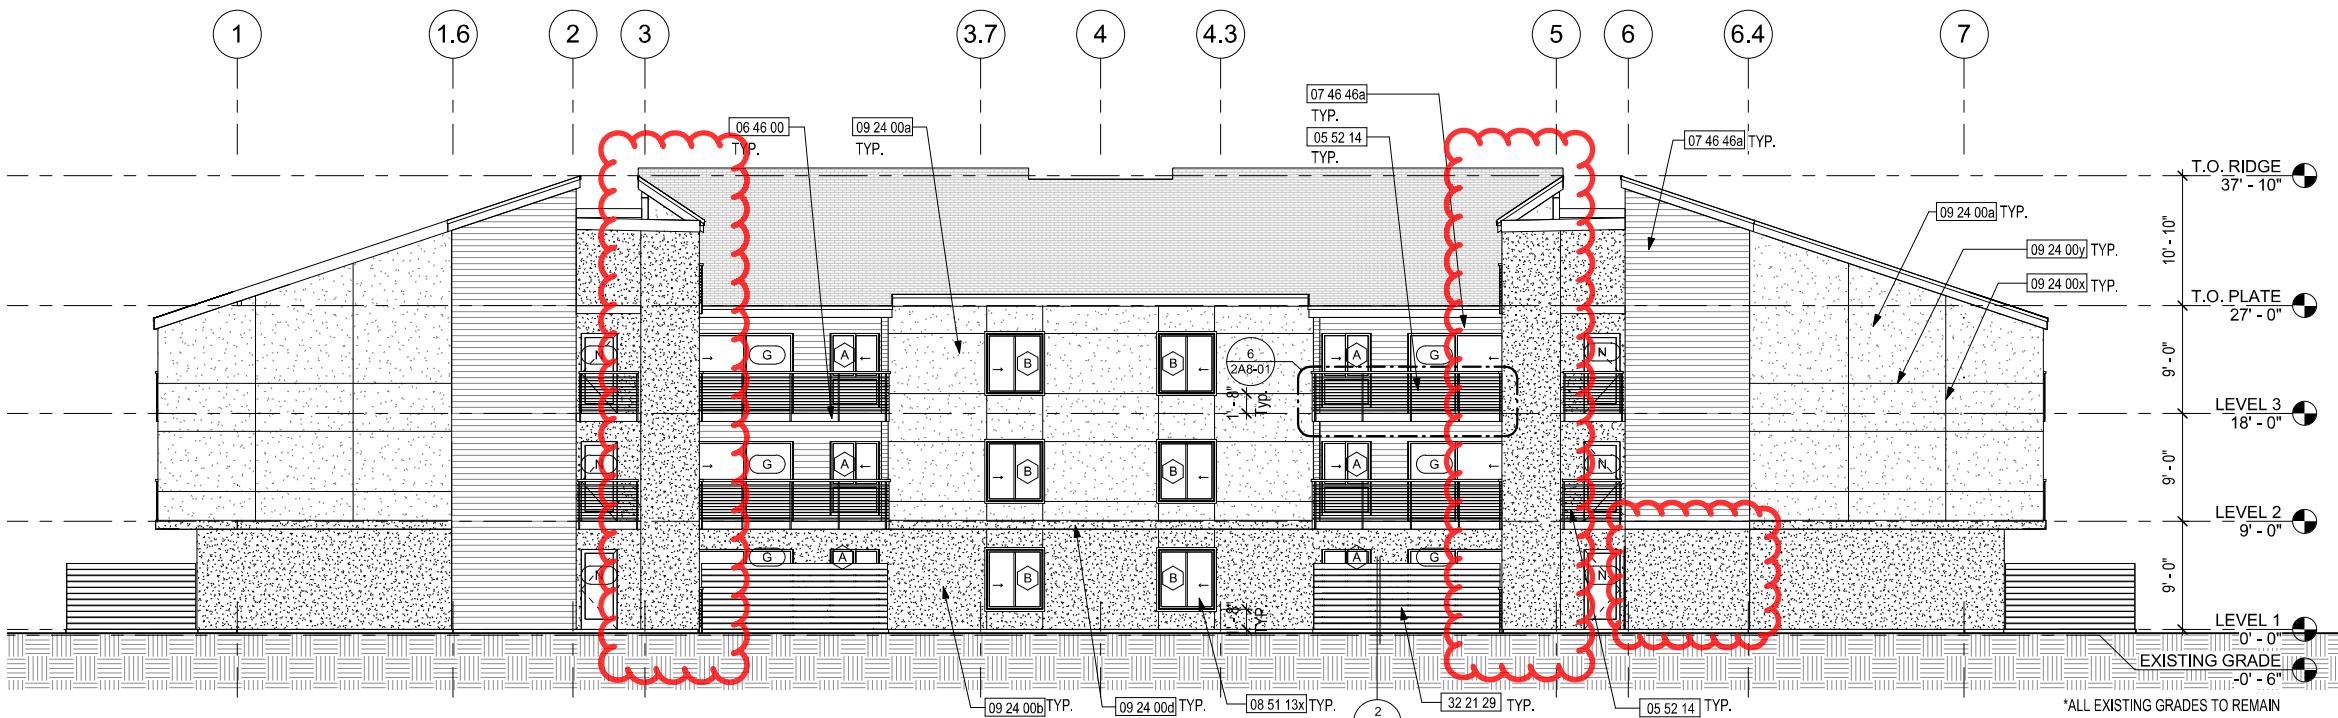 1 1.6 2 3 3.7 4 4.3 5 6 6.4 7
07 46 46a
TYP.
06 46 00
TYP.
09 24 00a
TYP.
05 52 14
TYP.
07 46 46a TYP.
T.O. RIDGE
37' - 10"
09 24 00a TYP.
10' - 10"
09 24 00y TYP.
09 24 00x TYP.
T.O. PLATE
27' - 0"
N G A B B A G N
6
2A8-01
9' - 0"
1' - 8"
Typ.
LEVEL 3
18' - 0"
N G A B B A G N
9' - 0"
LEVEL 2
9' - 0"
N G A B B A G N
9' - 0"
1'-8"
TYP
LEVEL 1
0' - 0"
EXISTING GRADE
-0' - 6"
09 24 00b TYP.
09 24 00d TYP.
08 51 13x TYP.
2
32 21 29 TYP.
05 52 14 TYP.
*ALL EXISTING GRADES TO REMAIN